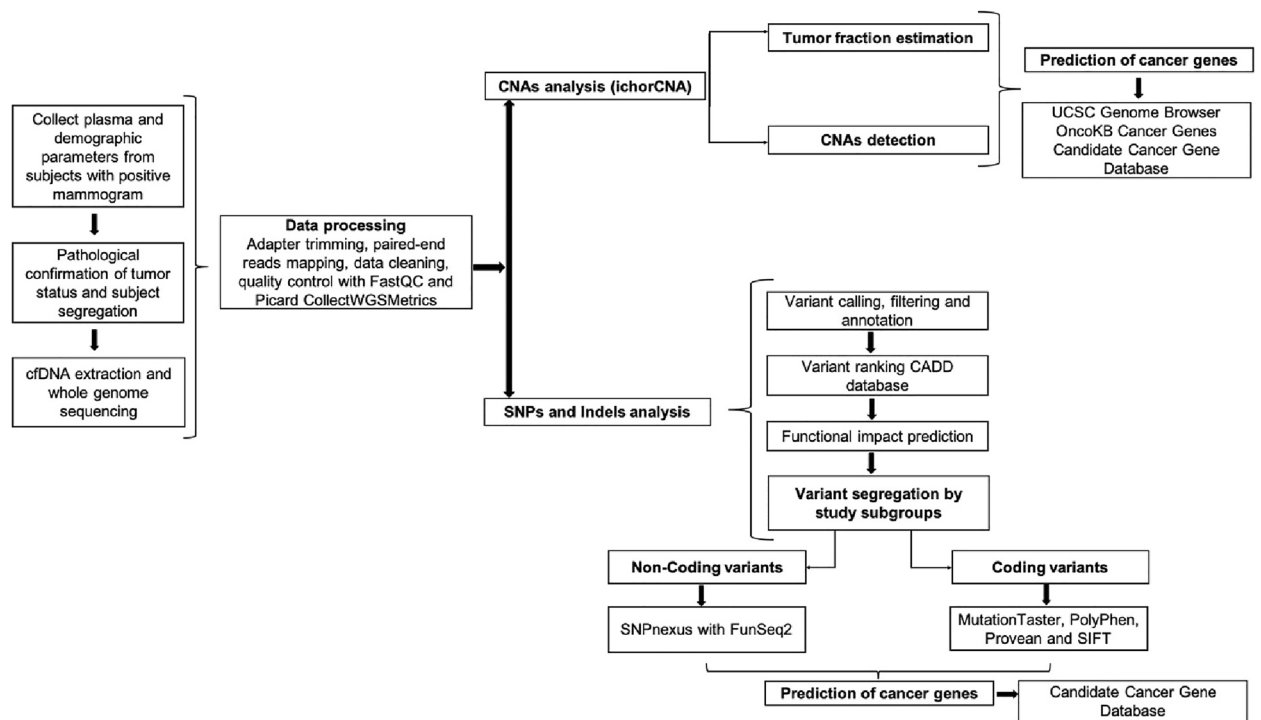 Collect plasma and
demographic
parameters from
subjects with positive
mammogram
Pathological
confirmation of tumor
status and subject
segregation
cfDNA extraction and
whole genome
sequencing
Data processing
Adapter trimming, paired-end
reads mapping, data cleaning,
quality control with FastQC and
Picard CollectWGSMetrics
CNAs analysis (ichorCNA)
Tumor fraction estimation
CNAs detection
Prediction of cancer genes
UCSC Genome Browser
OncoKB Cancer Genes
Candidate Cancer Gene
Database
SNPs and Indels analysis
Variant calling, filtering and
annotation
Variant ranking CADD
database
Functional impact prediction
Variant segregation by
study subgroups
Non-Coding variants
SNPnexus with FunSeq2
Coding variants
MutationTaster, PolyPhen,
Provean and SIFT
Prediction of cancer genes
Candidate Cancer Gene
Database